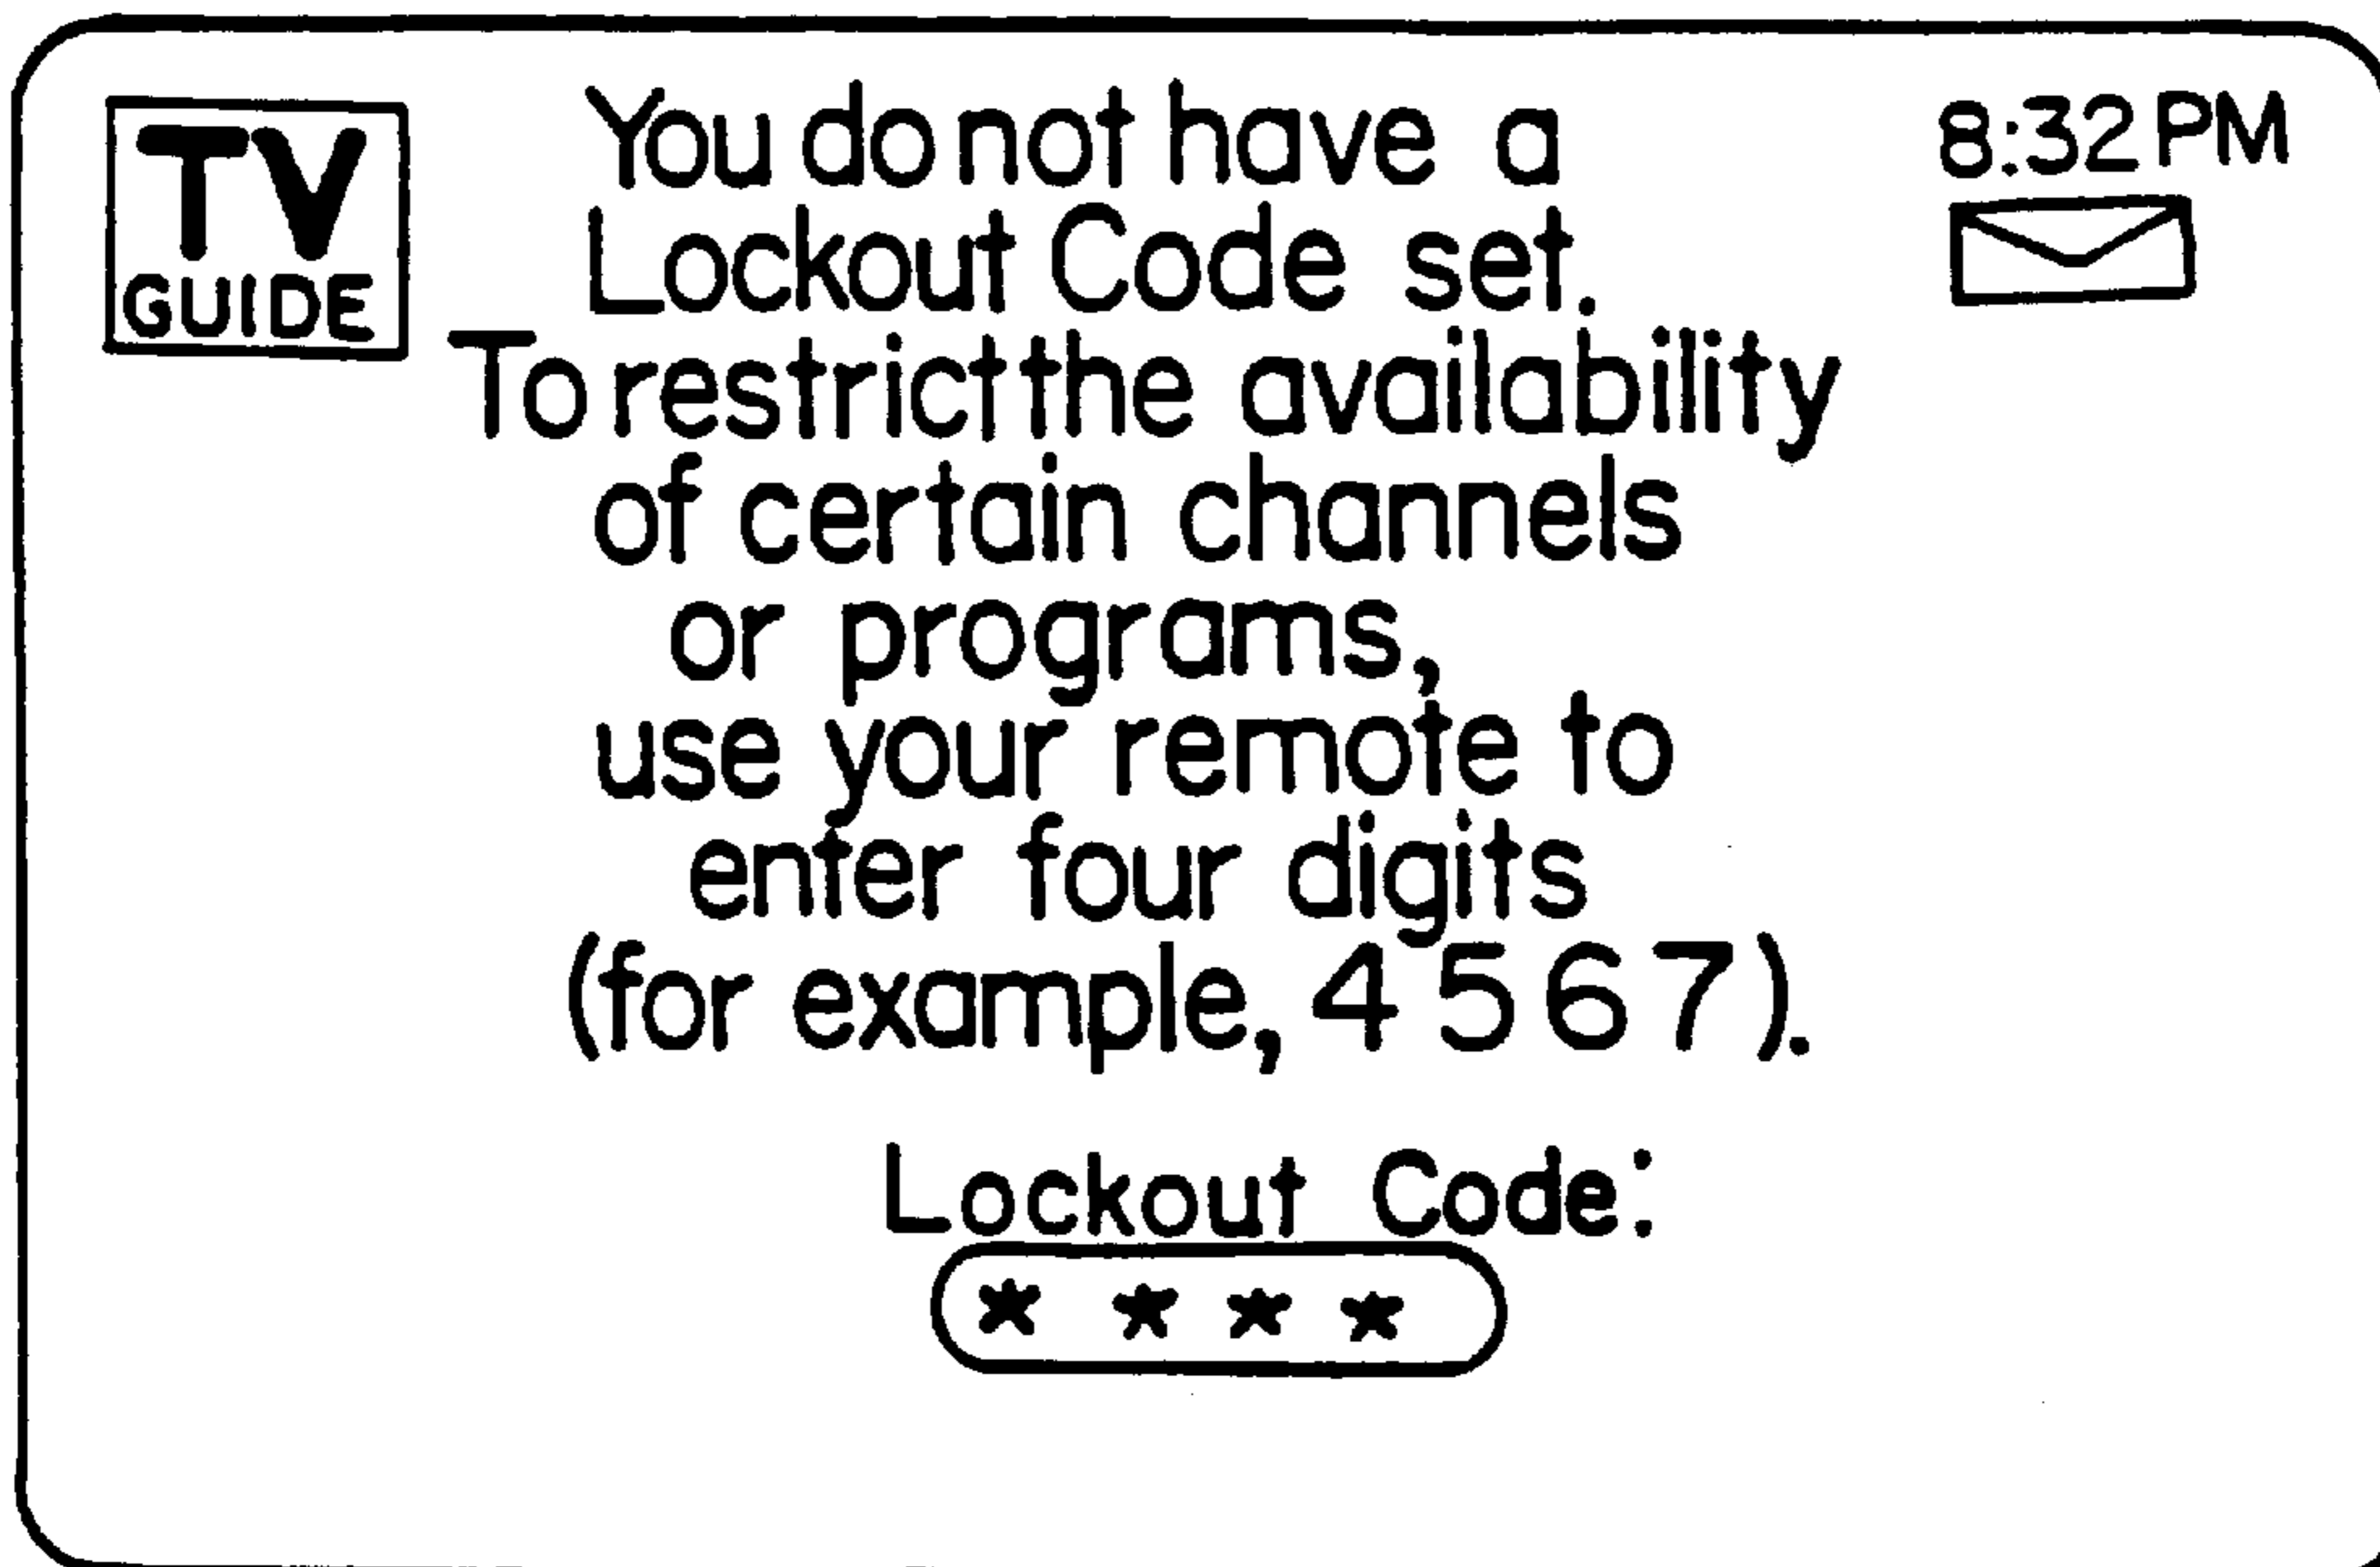 TV
GUIDE
8:32 PM
You do not have a
Lockout Code set.
To restrict the availability
of certain channels
or programs,
use your remote to
enter four digits
(for example, 4 5 6 7).
Lockout Code:
* * * *